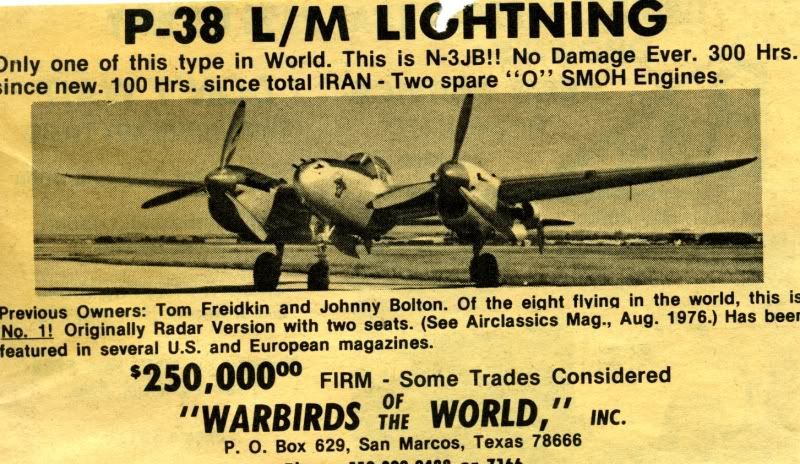 P-38 L/M LIGHTNING
Only one of this type in World. This is N-3JB!! No Damage Ever. 300 Hrs.
since new. 100 Hrs. since total IRAN - Two spare "O" SMOH Engines.
Previous Owners: Tom Freidkin and Johnny Bolton. Of the eight flying in the world, this is
No. 1! Originally Radar Version with two seats. (See Airclassics Mag., Aug. 1976.) Has been
featured in several U.S. and European magazines.
$250,000⁰⁰ FIRM - Some Trades Considered
"WARBIRDS OF THE WORLD," INC.
P. O. Box 629, San Marcos, Texas 78666